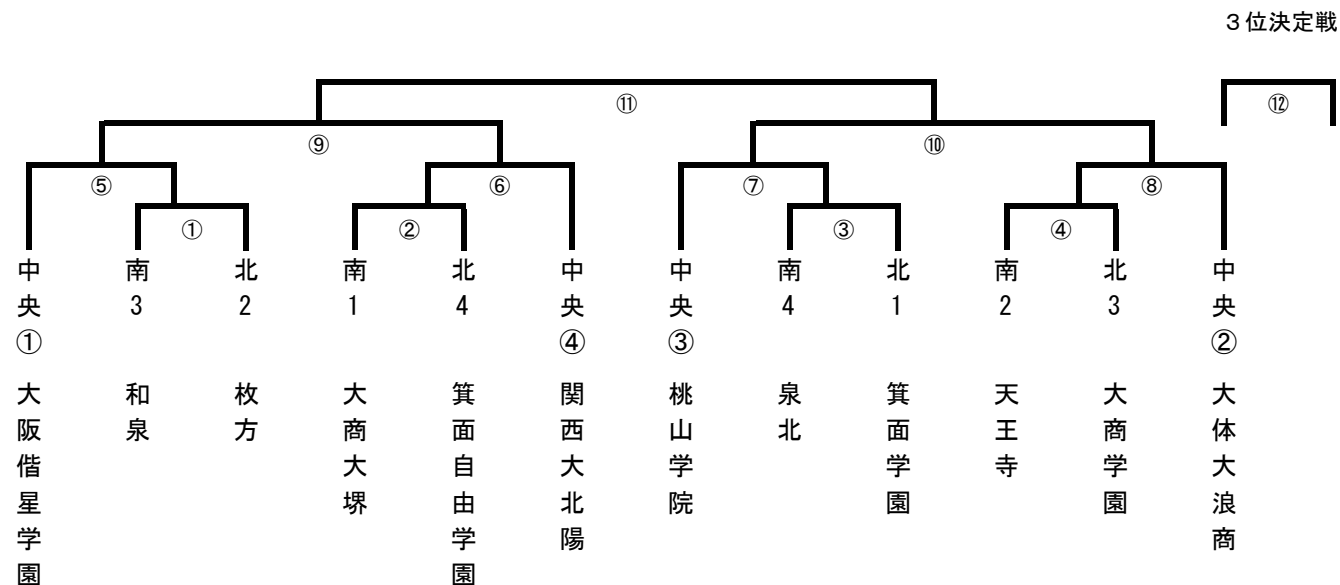 3位決定戦
⑪
⑫
⑨
⑩
⑤
⑥
⑦
⑧
①
②
③
④
中央①
南3
北2
南1
北4
中央④
中央③
南4
北1
南2
北3
中央②
大阪偕星学園
和泉
枚方
大商大堺
箕面自由学園
関西大北陽
桃山学院
泉北
箕面学園
天王寺
大商学園
大体大浪商